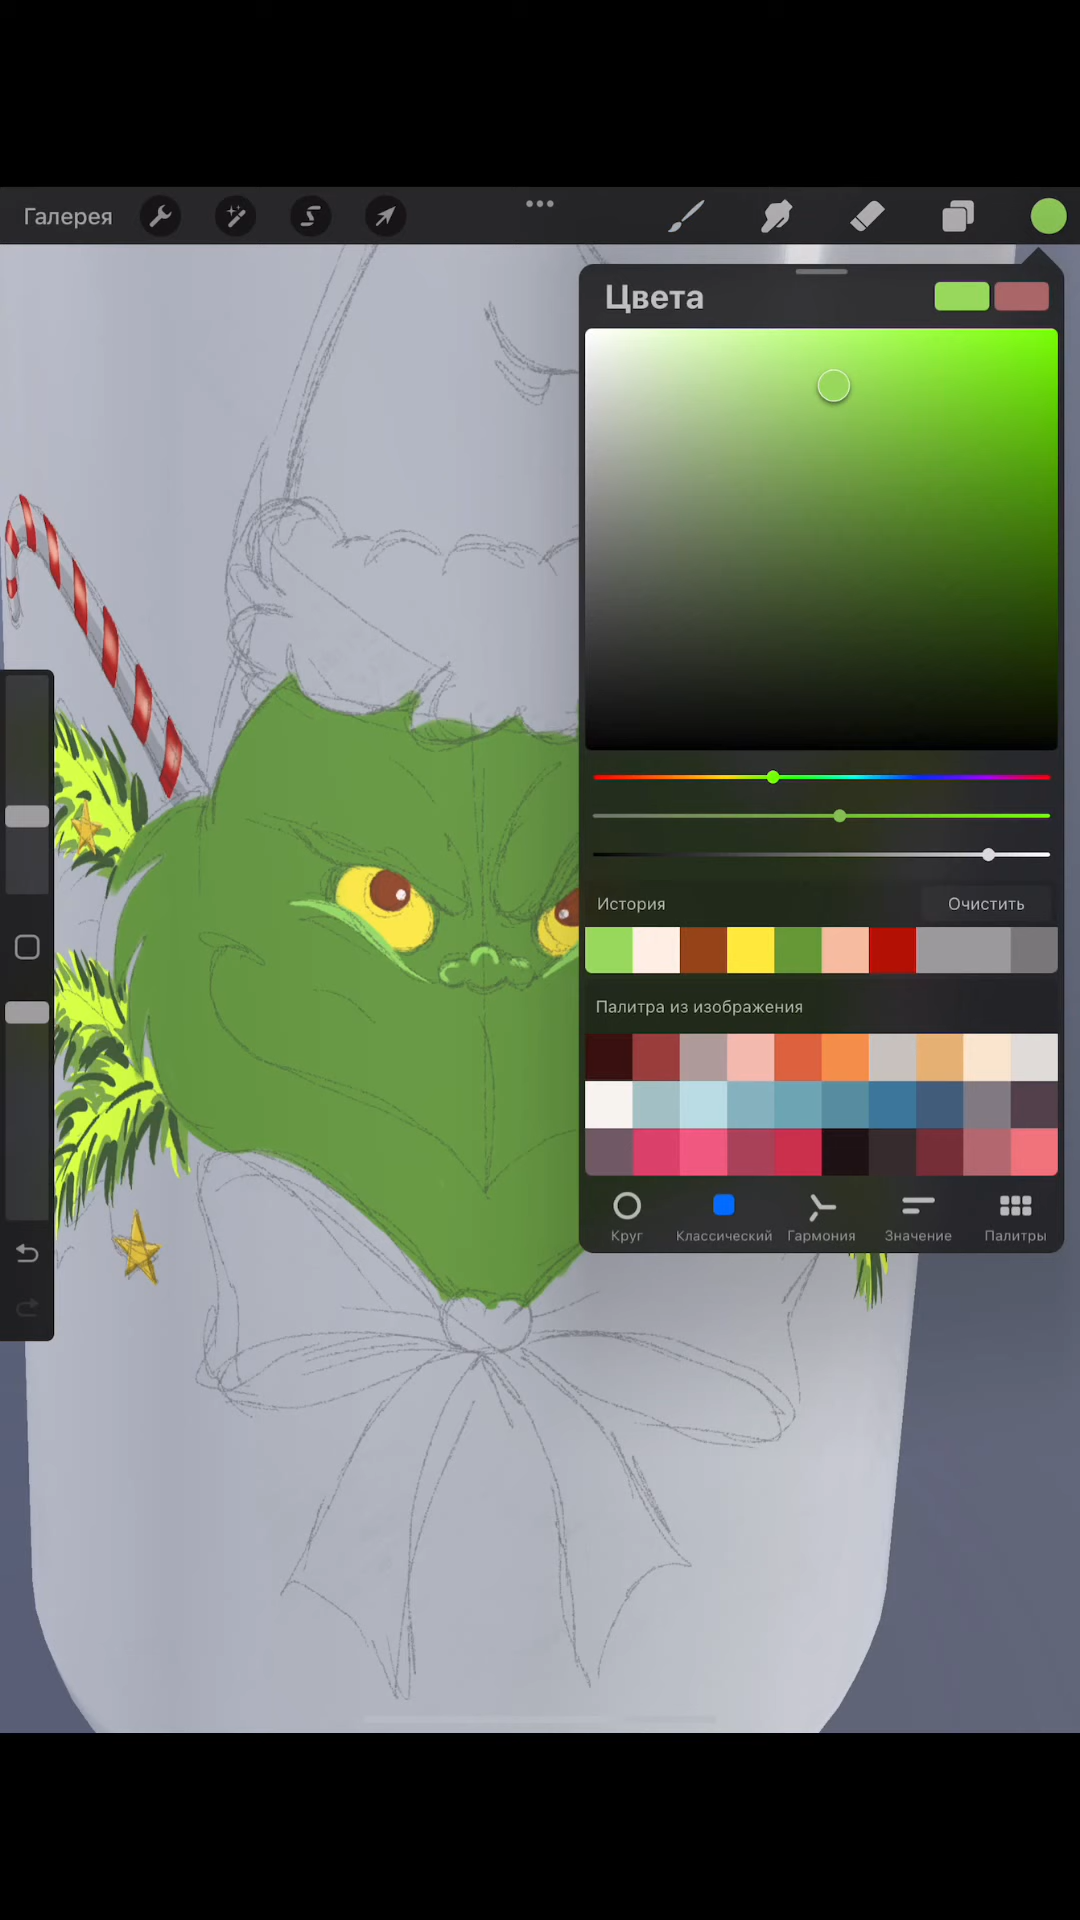 Галерея
Цвета
История
Очистить
Палитра из изображения
Круг
Классический
Гармония
Значение
Палитры